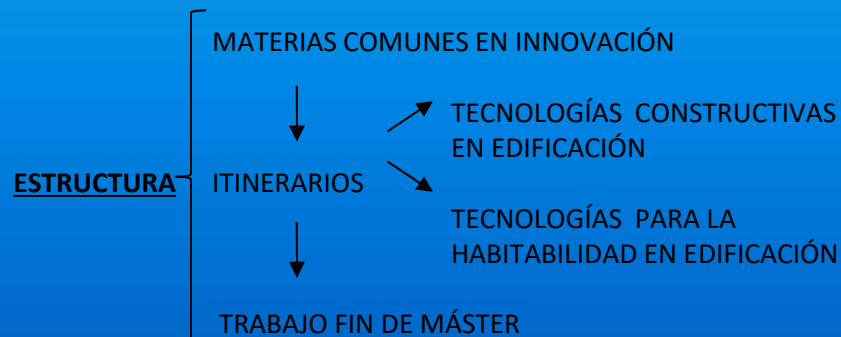 MATERIAS COMUNES EN INNOVACIÓN
TECNOLOGÍAS CONSTRUCTIVAS
EN EDIFICACIÓN
ESTRUCTURA
ITINERARIOS
TECNOLOGÍAS PARA LA
HABITABILIDAD EN EDIFICACIÓN
TRABAJO FIN DE MÁSTER